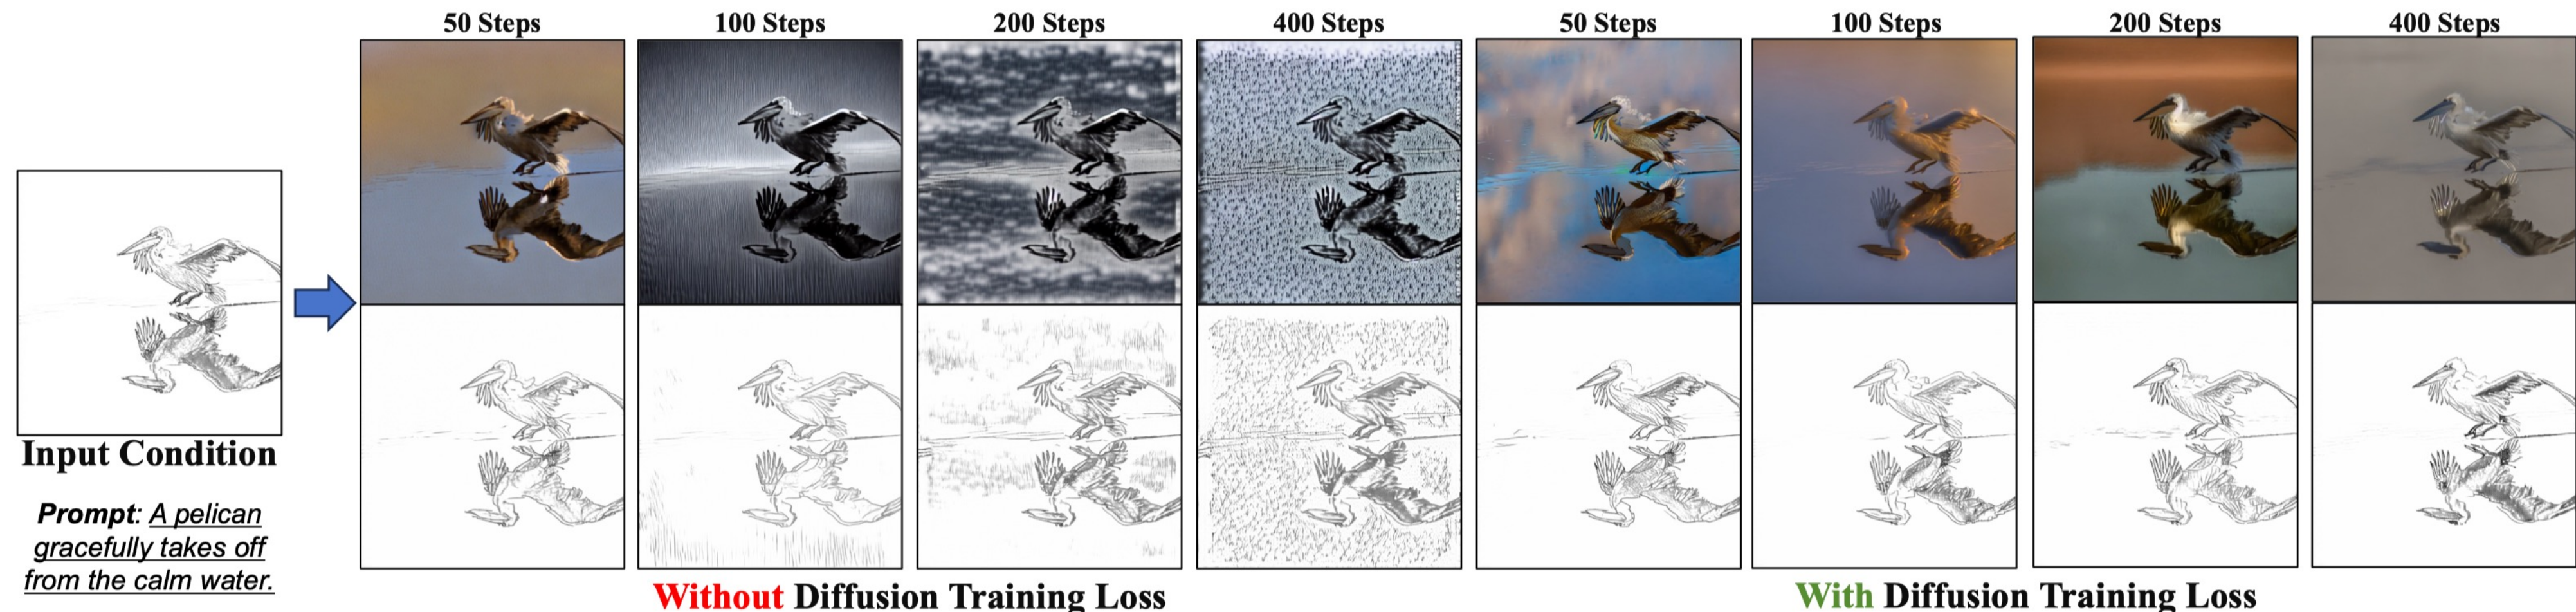 50 Steps
100 Steps
200 Steps
400 Steps
50 Steps
100 Steps
200 Steps
400 Steps
Input Condition
Prompt: A pelican
gracefully takes off
from the calm water.
Without Diffusion Training Loss
With Diffusion Training Loss